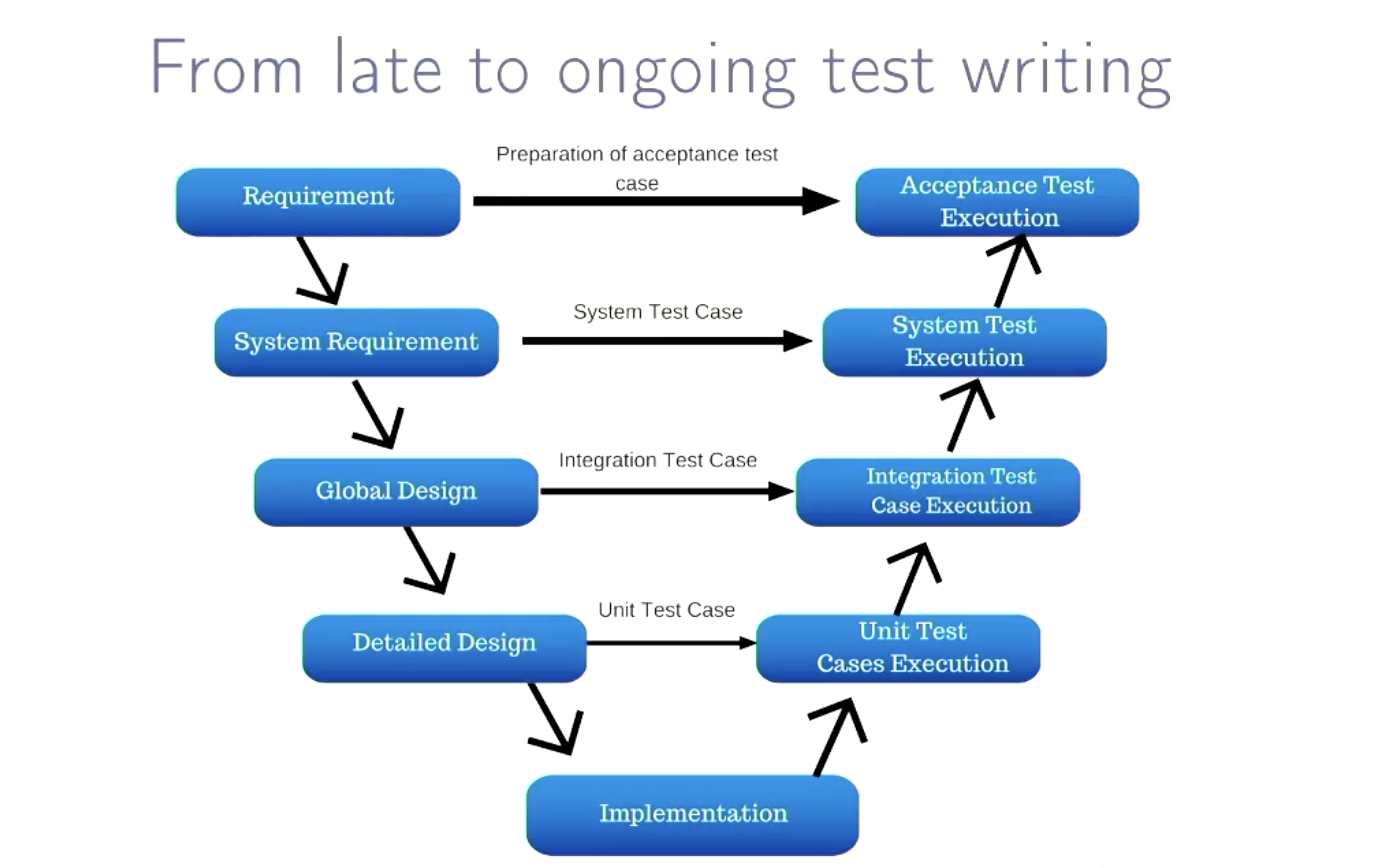 From late to ongoing test writing
Preparation of acceptance test
case
Requirement
Acceptance Test
Execution
System Test Case
System Requirement
System Test
Execution
Integration Test Case
Global Design
Integration Test
Case Execution
Unit Test Case
Detailed Design
Unit Test
Cases Execution
Implementation